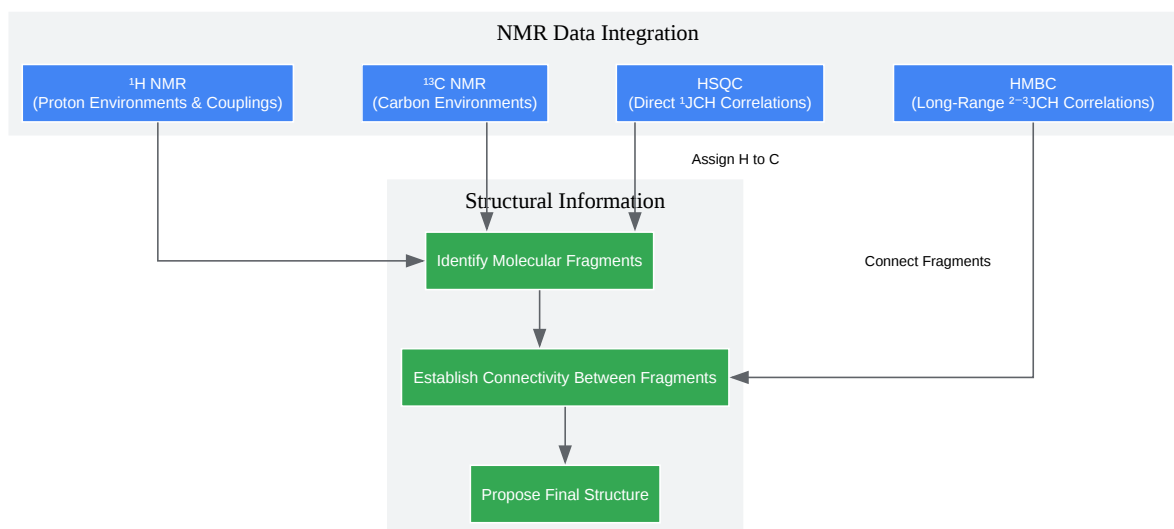 NMR Data Integration
¹H NMR
(Proton Environments & Couplings)
¹³C NMR
(Carbon Environments)
HSQC
(Direct ¹JCH Correlations)
HMBC
(Long-Range ²⁻³JCH Correlations)
Assign H to C
Structural Information
Identify Molecular Fragments
Connect Fragments
Establish Connectivity Between Fragments
Propose Final Structure